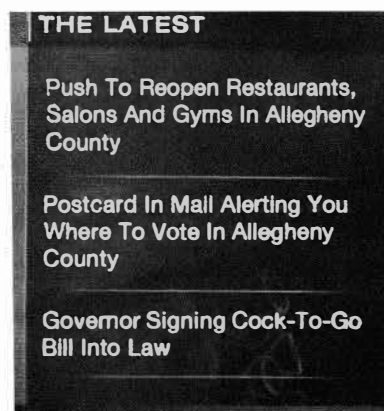 THE LATEST
Push To Reopen Restaurants,
Salons And Gyms In Allegheny
County
Postcard In Mail Alerting You
Where To Vote In Allegheny
County
Governor Signing Cock-To-Go
Bill Into Law